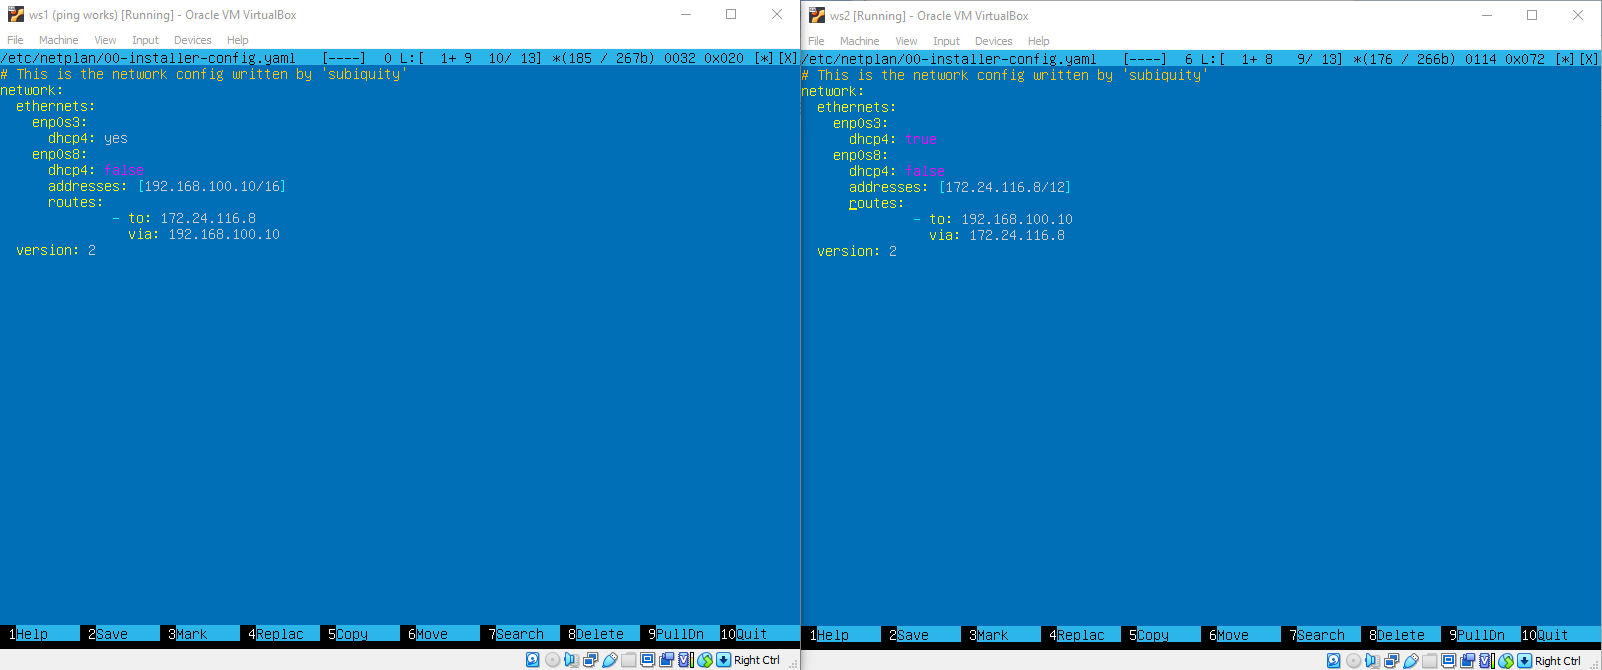 ws1 (ping works) [Running] - Oracle VM VirtualBox
File Machine View Input Devices Help
/etc/netplan/00-installer-config.yaml [----] 0 L:[ 1+ 9 10/ 13] *(185 / 267b) 0032 0x020 [*][X]
# This is the network config written by 'subiquity'
network:
  ethernets:
    enp0s3:
      dhcp4: yes
    enp0s8:
      dhcp4: false
      addresses: [192.168.100.10/16]
      routes:
              - to: 172.24.116.8
                via: 192.168.100.10
  version: 2
1Help 2Save 3Mark 4Replac 5Copy 6Move 7Search 8Delete 9PullDn 10Quit
Right Ctrl
ws2 [Running] - Oracle VM VirtualBox
File Machine View Input Devices Help
/etc/netplan/00-installer-config.yaml [----] 6 L:[ 1+ 8 9/ 13] *(176 / 266b) 0114 0x072 [*][X]
# This is the network config written by 'subiquity'
network:
  ethernets:
    enp0s3:
      dhcp4: true
    enp0s8:
      dhcp4: false
      addresses: [172.24.116.8/12]
      routes:
              - to: 192.168.100.10
                via: 172.24.116.8
  version: 2
1Help 2Save 3Mark 4Replac 5Copy 6Move 7Search 8Delete 9PullDn 10Quit
Right Ctrl